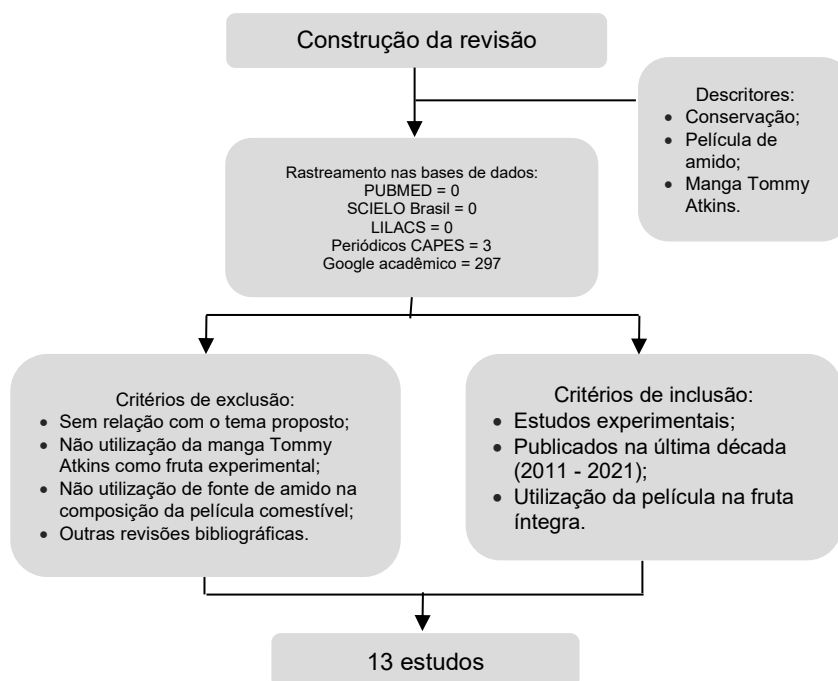 Construção da revisão
Descritores:
• Conservação;
• Película de
amido;
• Manga Tommy
Atkins.
Rastreamento nas bases de dados:
PUBMED = 0
SCIELO Brasil = 0
LILACS = 0
Periódicos CAPES = 3
Google acadêmico = 297
Critérios de exclusão:
• Sem relação com o tema proposto;
• Não utilização da manga Tommy
Atkins como fruta experimental;
• Não utilização de fonte de amido na
composição da película comestível;
• Outras revisões bibliográficas.
Critérios de inclusão:
• Estudos experimentais;
• Publicados na última década
(2011 - 2021);
• Utilização da película na fruta
íntegra.
13 estudos